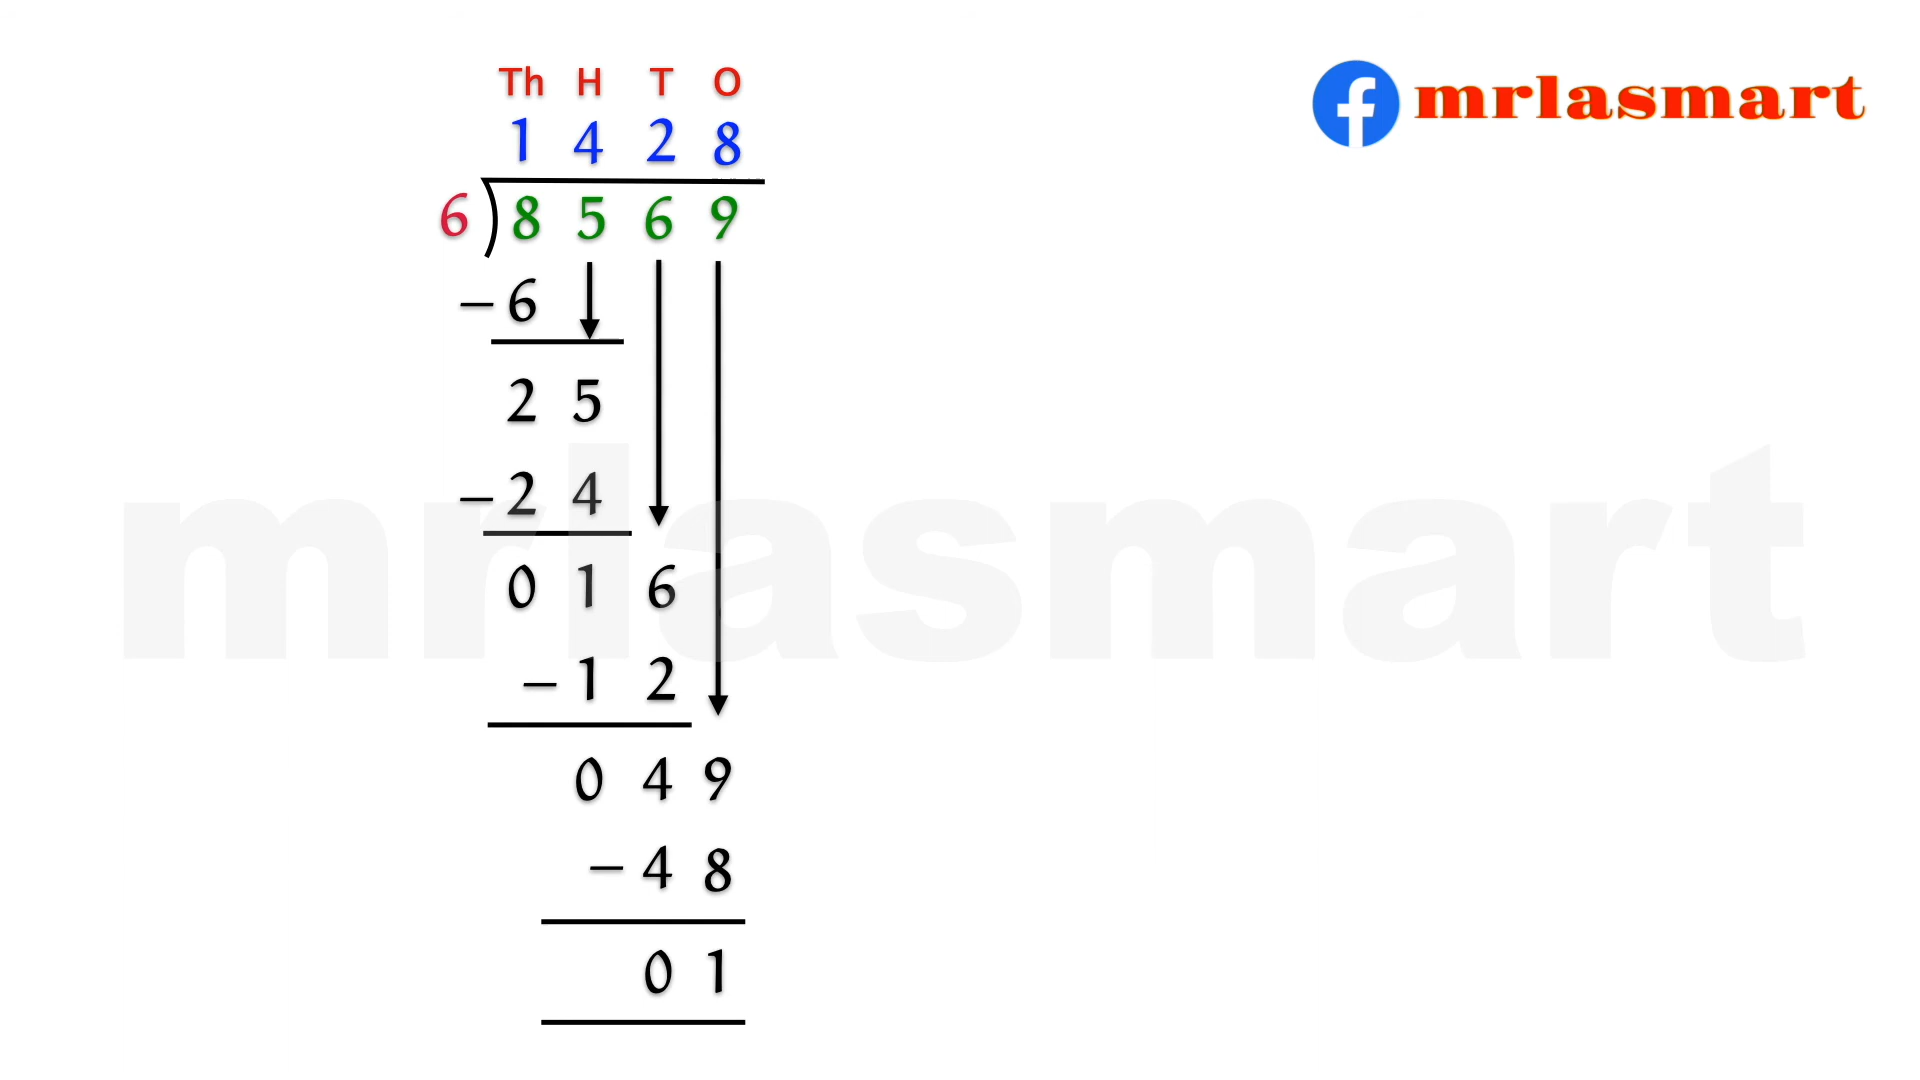 Th H T O
mrlasmart
1 4 2 8
6 8 5 6 9
− 6
2 5
− 2 4
mrlasmart
0 1 6
− 1 2
0 4 9
− 4 8
0 1